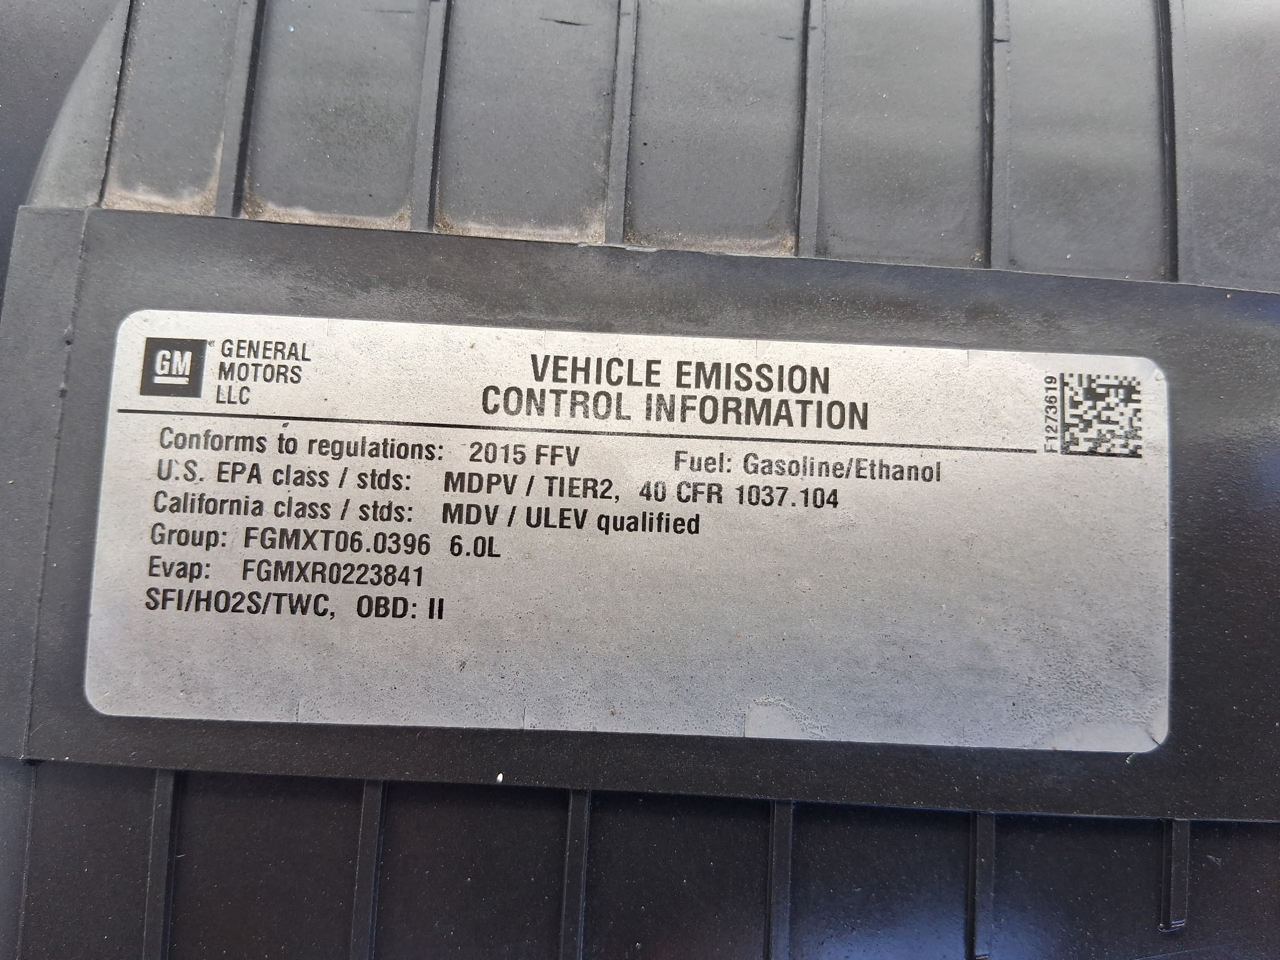 GM
GENERAL
MOTORS
LLC
VEHICLE EMISSION
CONTROL INFORMATION
F1273619
Conforms to regulations: 2015 FFV Fuel: Gasoline/Ethanol
U.S. EPA class / stds: MDPV / TIER2, 40 CFR 1037.104
California class / stds: MDV / ULEV qualified
Group: FGMXT06.0396 6.0L
Evap: FGMXR0223841
SFI/HO2S/TWC, OBD: II